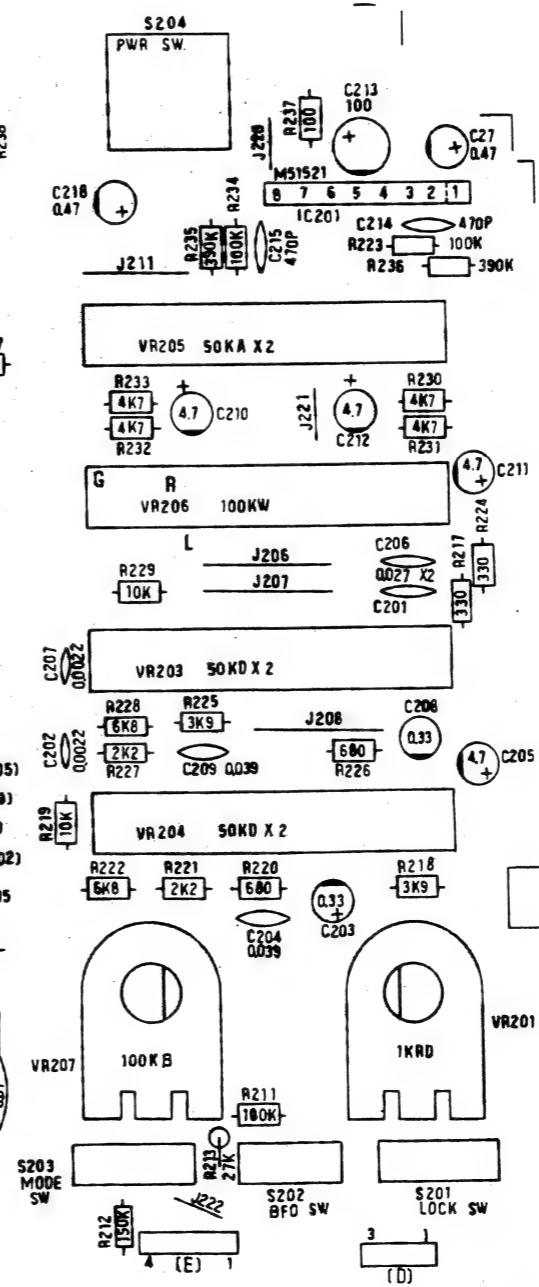 S204
PWR SW.
R237
100
J226
C213
100
C27
0.47
R238
C218
0.47
M51521
8 7 6 5 4 3 2 1
IC201
R234
100K
R235
390K
C215
470P
C214
470P
R223
100K
R236
390K
J211
VR205 50KA X2
R233
4K7
4K7
R232
4.7
C210
J221
4.7
C212
R230
4K7
4K7
R231
4.7
C211
G R
VR206 100KW
L
R224
330
R217
330
J206
J207
R229
10K
C206
0.027 X2
C201
C207
0.0022
VR203 50KD X 2
R228
6K8
2K2
R227
R225
3K9
C209 0.039
J208
680
R226
C208
0.33
4.7
C205
C202
0.0022
R219
10K
VR204 50KD X 2
R222
6K8
R221
2K2
R220
680
C204
0.039
0.33
C203
R218
3K9
VR207
100KB
VR201
1KRD
R211
R213
27K
S203
MODE
SW
S202
BFO SW
S201
LOCK SW
J222
R212
150K
4 1
(E)
3 1
(D)